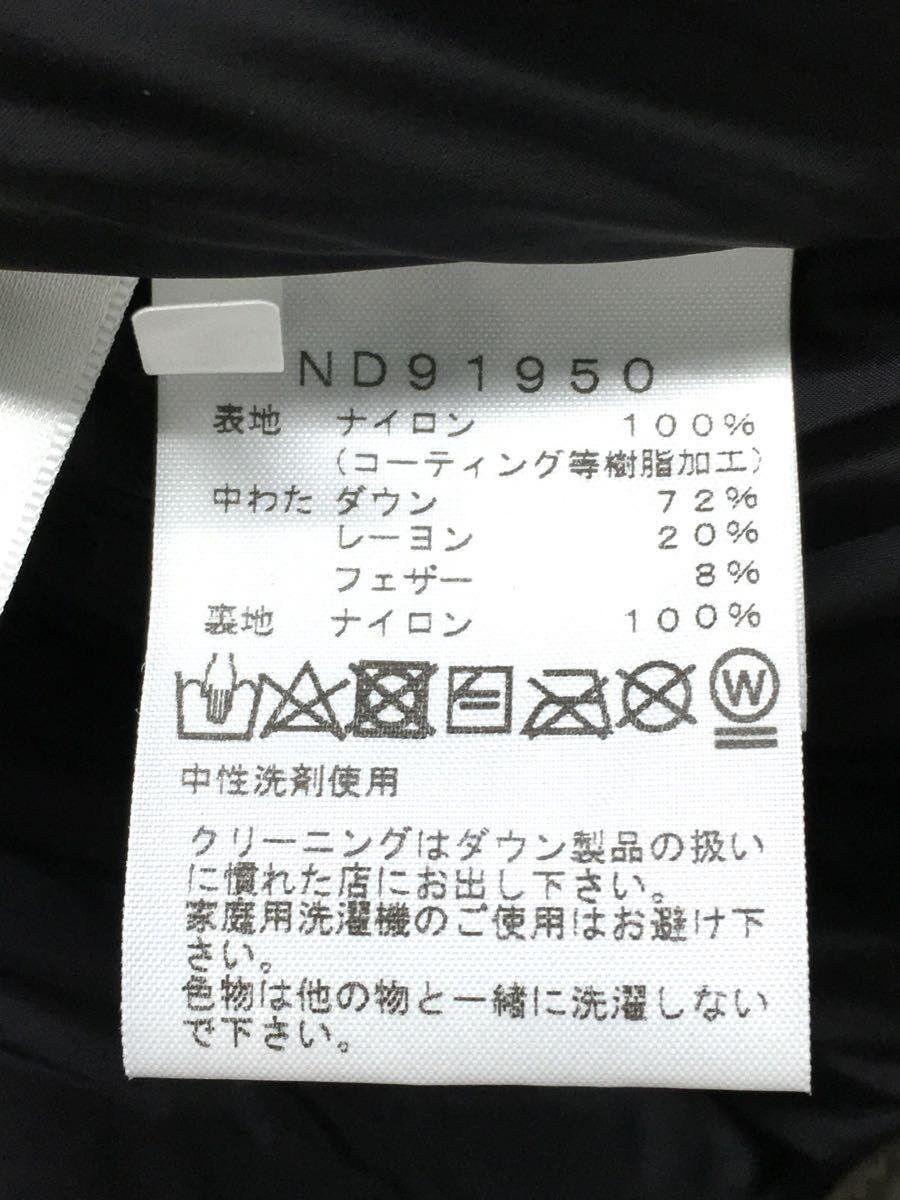 ND91950
表地 ナイロン 100%
(コーティング等樹脂加工)
中わた ダウン 72%
レーヨン 20%
フェザー 8%
裏地 ナイロン 100%
W
中性洗剤使用
クリーニングはダウン製品の扱い
に慣れた店にお出し下さい。
家庭用洗濯機のご使用はお避け下
さい。
色物は他の物と一緒に洗濯しない
で下さい。